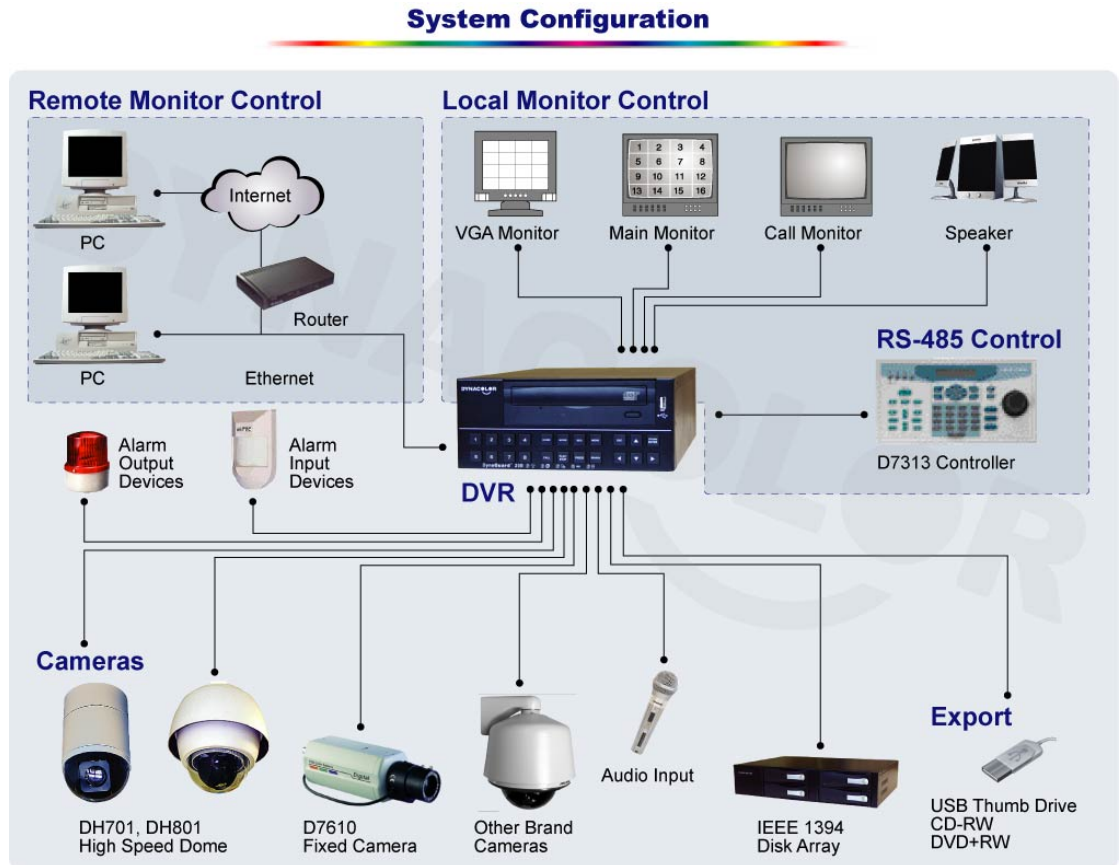 System Configuration
Remote Monitor Control
Local Monitor Control
Internet
PC
PC
Router
Ethernet
1 2 3 4
5 6 7 8
9 10 11 12
13 14 15 16
VGA Monitor
Main Monitor
Call Monitor
Speaker
RS-485 Control
D7313 Controller
DYNACOLOR
DVR
Alarm
Output
Devices
Alarm
Input
Devices
Cameras
DH701, DH801
High Speed Dome
Digital
D7610
Fixed Camera
Other Brand
Cameras
Audio Input
IEEE 1394
Disk Array
Export
USB Thumb Drive
CD-RW
DVD+RW
DYNACOLOR